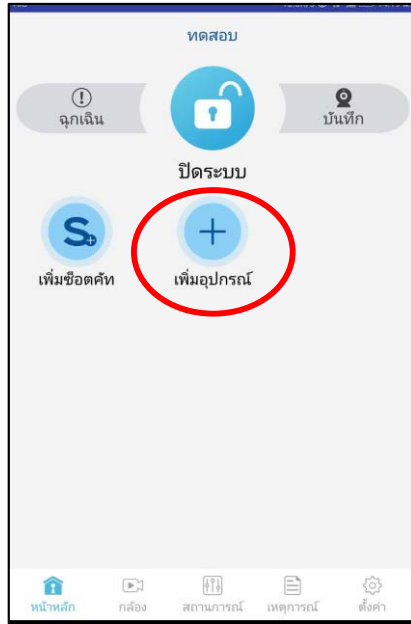 ทดสอบ
ฉุกเฉิน
บันทึก
ปิดระบบ
เพิ่มช็อตคัท
เพิ่มอุปกรณ์
หน้าหลัก กล้อง สถานการณ์ เหตุการณ์ ตั้งค่า